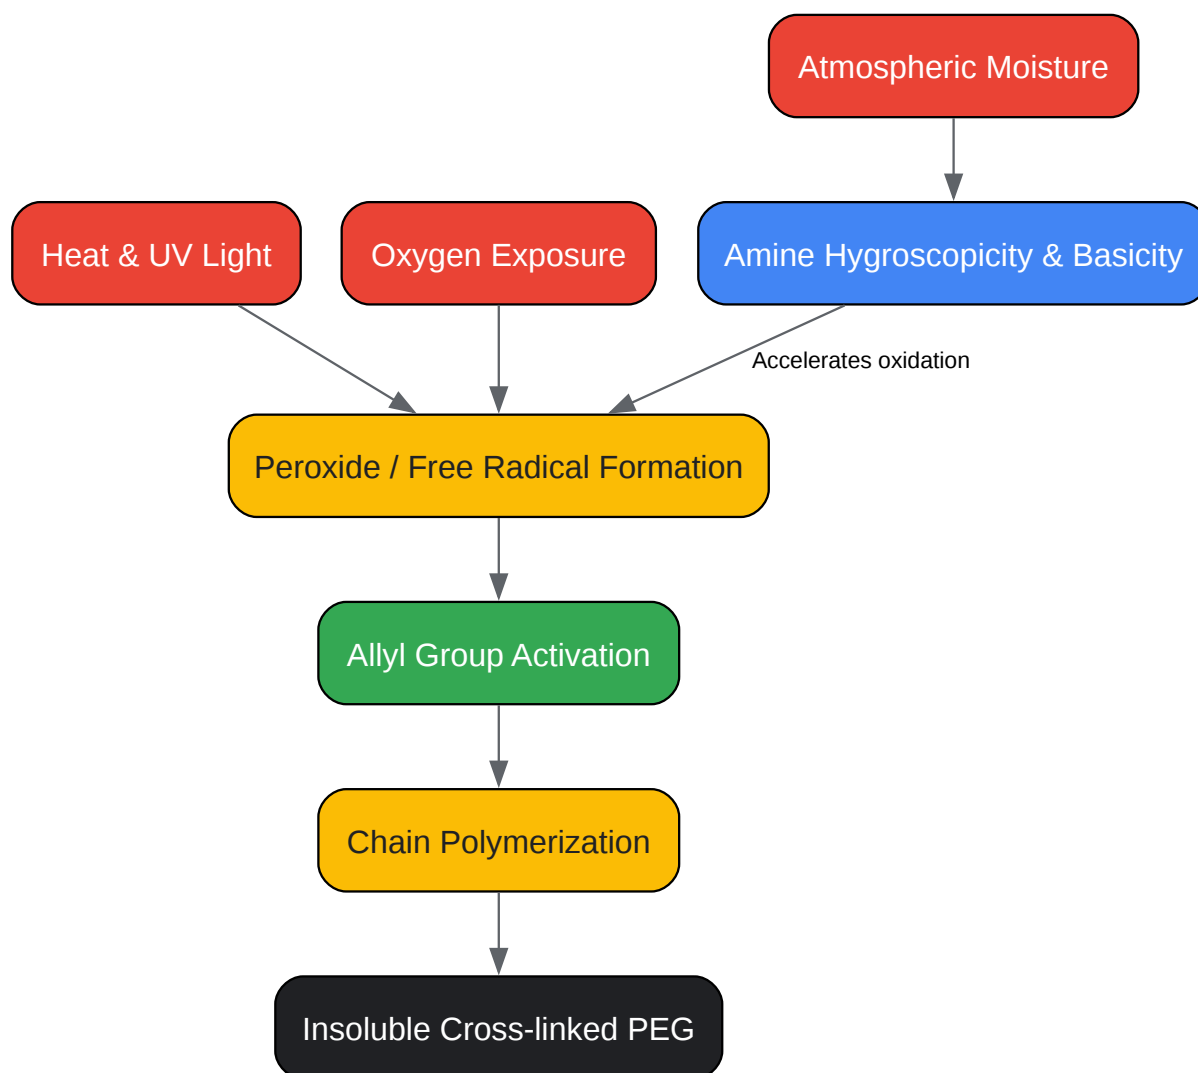 Atmospheric Moisture
Heat & UV Light
Oxygen Exposure
Amine Hygroscopicity & Basicity
Accelerates oxidation
Peroxide / Free Radical Formation
Allyl Group Activation
Chain Polymerization
Insoluble Cross-linked PEG